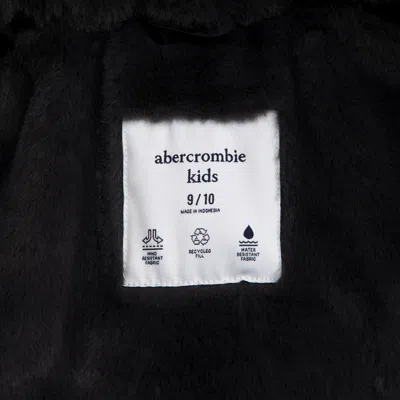 abercrombie
kids
9/10
MADE IN INDONESIA
WIND
RESISTANT
FABRIC
RECYCLED
FILL
WATER
RESISTANT
FABRIC